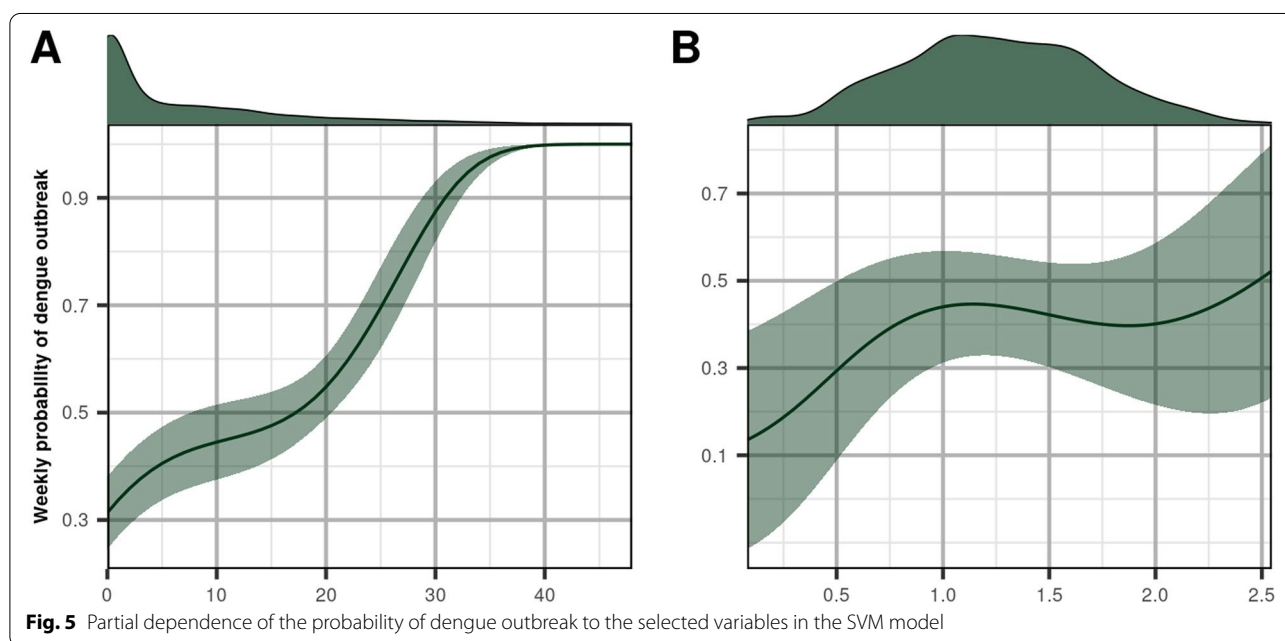 A
B
Weekly probability of dengue outbreak
0.9
0.7
0.5
0.3
0 10 20 30 40
0.7
0.5
0.3
0.1
0.5 1.0 1.5 2.0 2.5
Fig. 5 Partial dependence of the probability of dengue outbreak to the selected variables in the SVM model